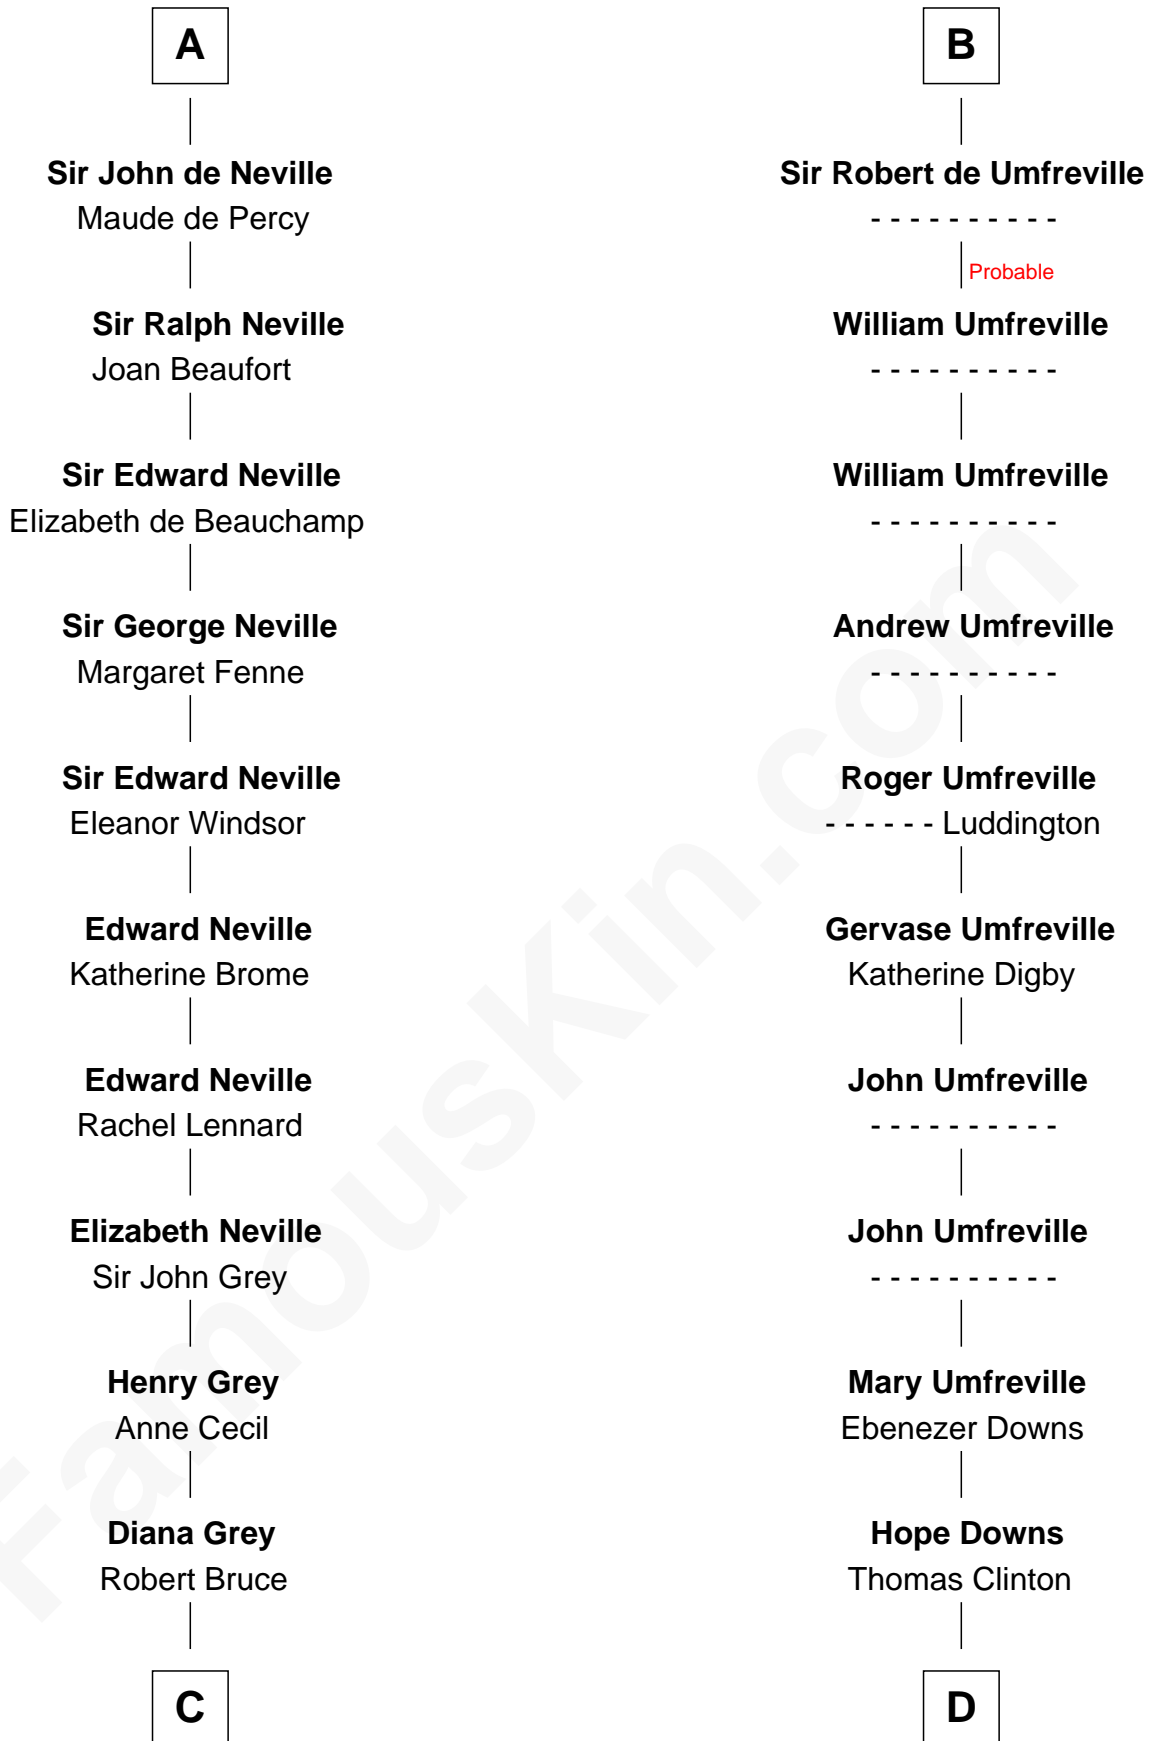 A
Sir John de Neville
Maude de Percy
Sir Ralph Neville
Joan Beaufort
Sir Edward Neville
Elizabeth de Beauchamp
Sir George Neville
Margaret Fenne
Sir Edward Neville
Eleanor Windsor
Edward Neville
Katherine Brome
Edward Neville
Rachel Lennard
Elizabeth Neville
Sir John Grey
Henry Grey
Anne Cecil
Diana Grey
Robert Bruce
C
B
Sir Robert de Umfreville
- - - - - - - - - -
Probable
William Umfreville
- - - - - - - - - -
William Umfreville
- - - - - - - - - -
Andrew Umfreville
- - - - - - - - - -
Roger Umfreville
- - - - - - Luddington
Gervase Umfreville
Katherine Digby
John Umfreville
- - - - - - - - - -
John Umfreville
- - - - - - - - - -
Mary Umfreville
Ebenezer Downs
Hope Downs
Thomas Clinton
D
FamousKin.com